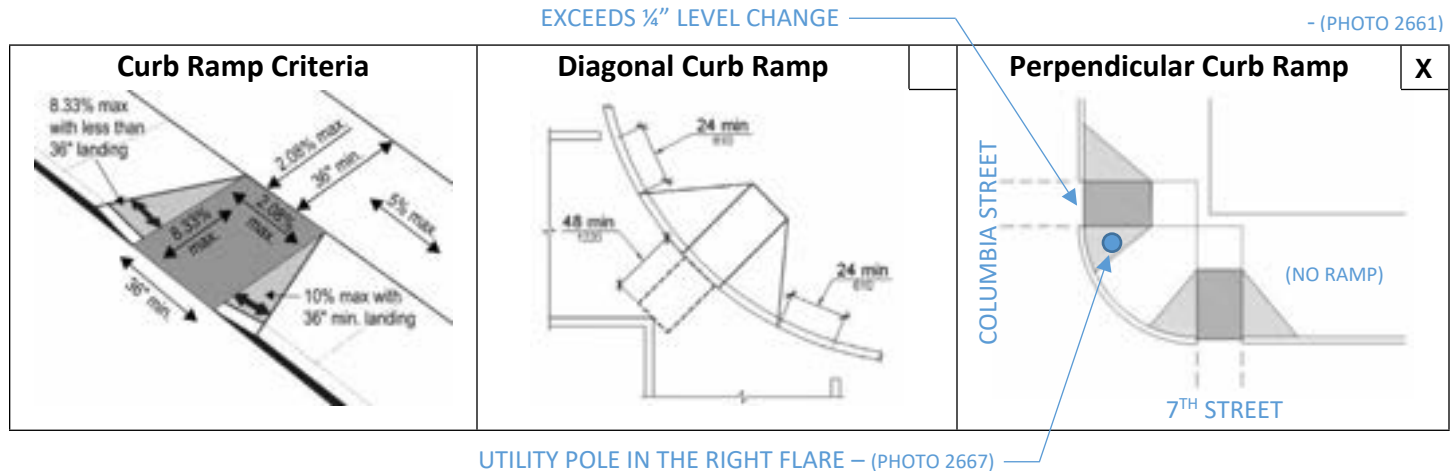 EXCEEDS ¼” LEVEL CHANGE
- (PHOTO 2661)
Curb Ramp Criteria
8.33% max
with less than
36" landing
2.08% max.
36" min.
5% max.
8.33%
max.
2.08%
max.
36" min.
10% max with
36" min. landing
Diagonal Curb Ramp
24 min
610
48 min
1220
24 min
610
Perpendicular Curb Ramp
X
COLUMBIA STREET
(NO RAMP)
7TH STREET
UTILITY POLE IN THE RIGHT FLARE – (PHOTO 2667)